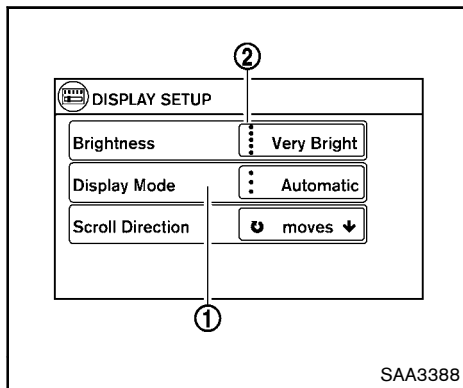 ②
DISPLAY SETUP
Brightness Very Bright
Display Mode Automatic
Scroll Direction moves
①
SAA3388